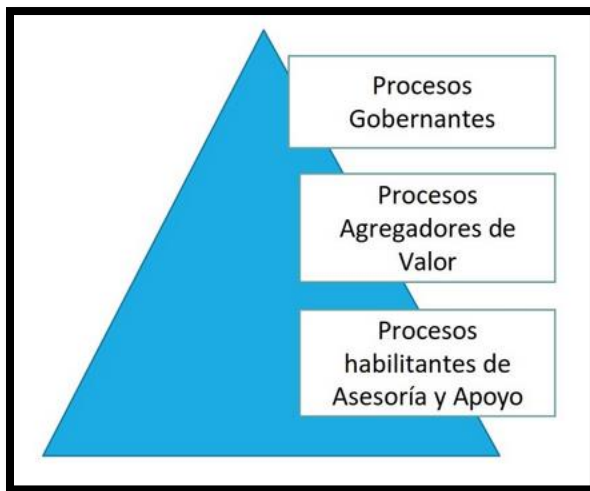 Procesos
Gobernantes
Procesos
Agregadores de
Valor
Procesos
habilitantes de
Asesoría y Apoyo